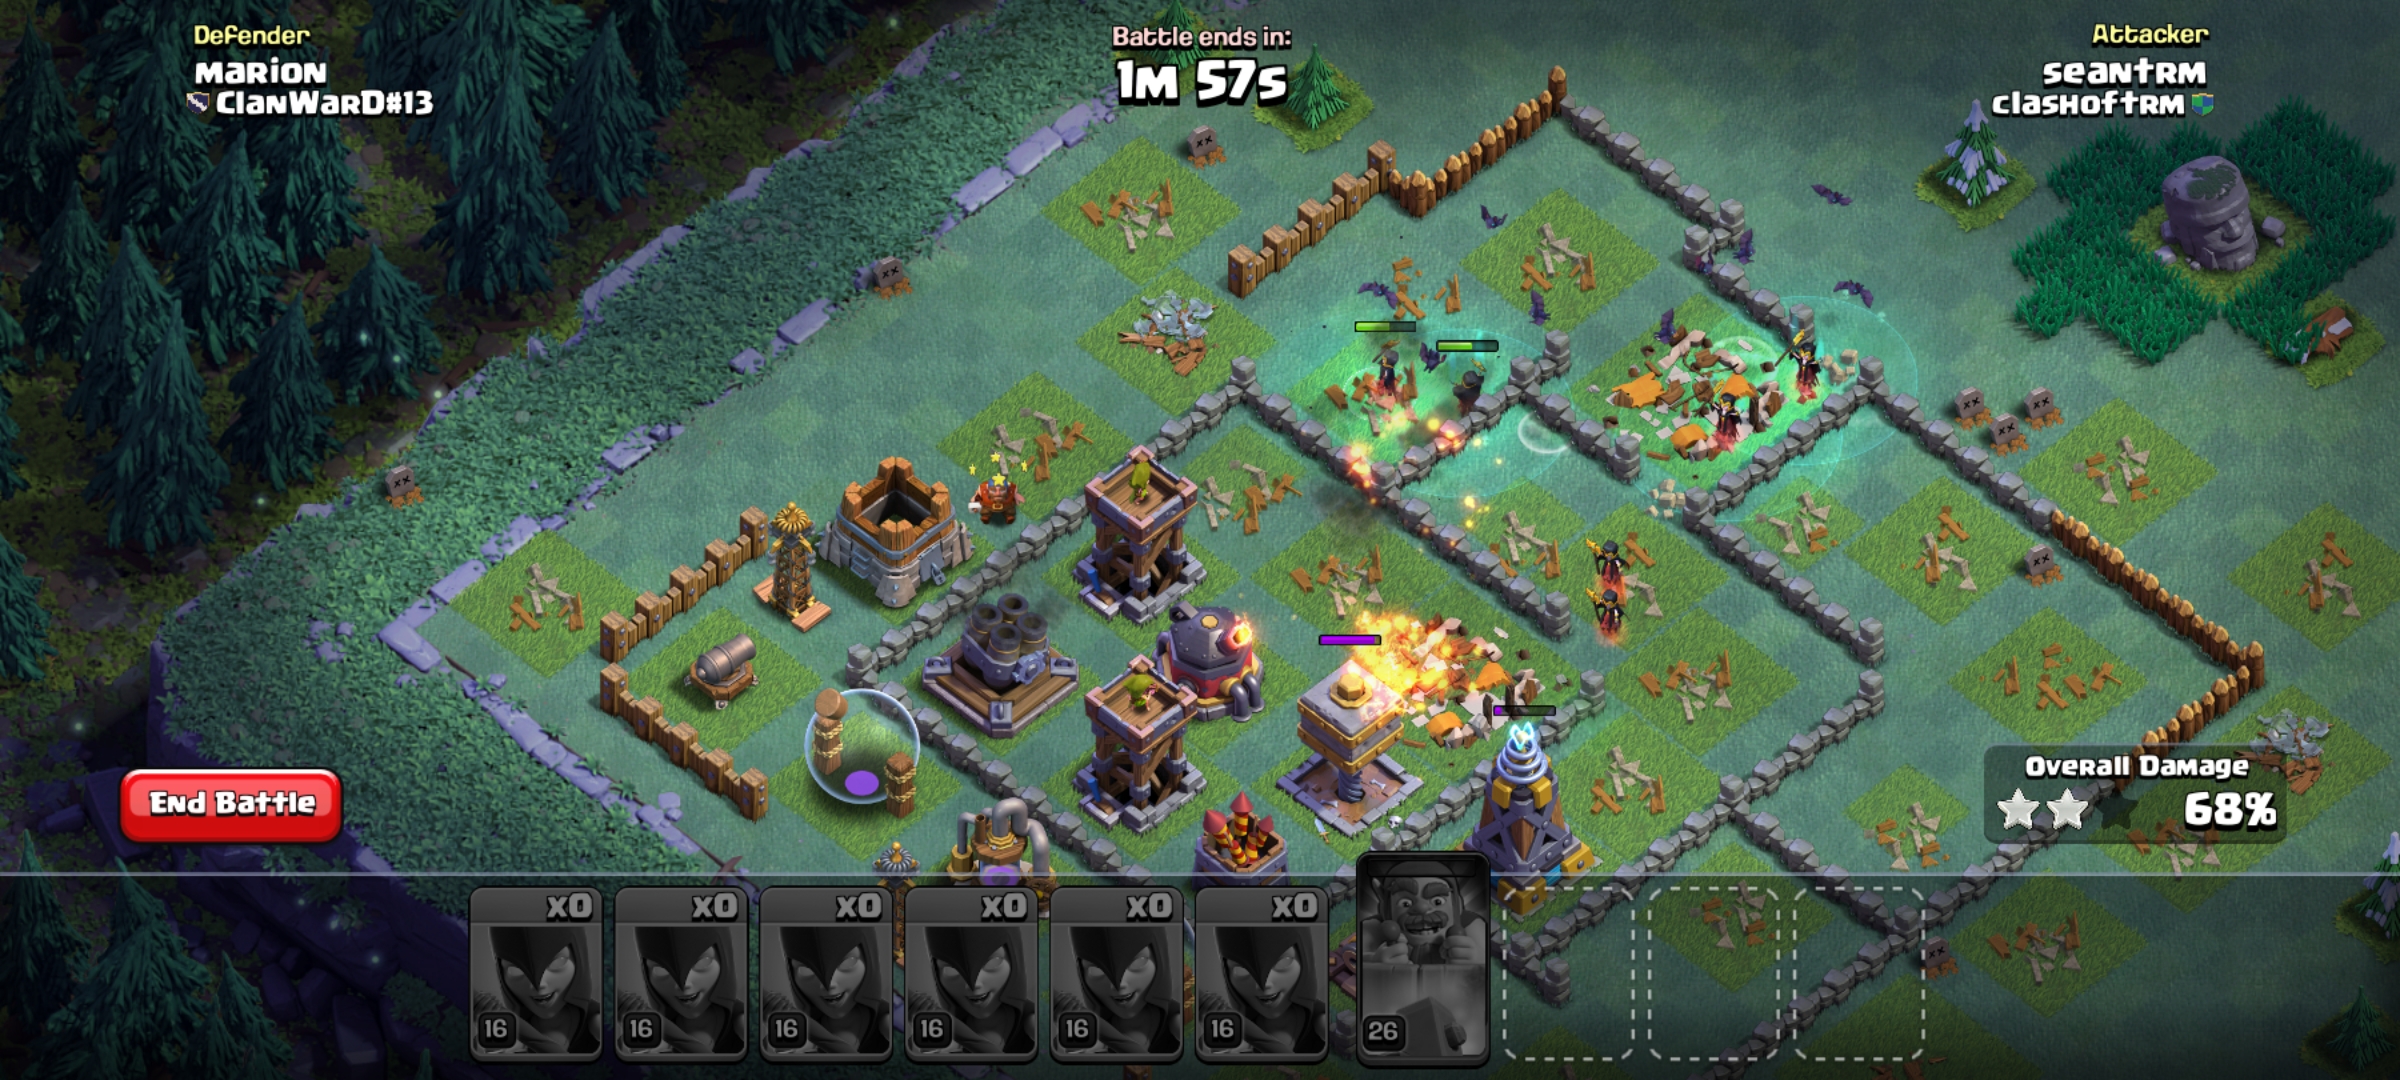 Defender
MARION
ClanWarD#13
Battle ends in:
1M 57s
Attacker
seantRM
clashoftRM
End Battle
Overall Damage
68%
x0
x0
x0
x0
x0
x0
16
16
16
16
16
16
26